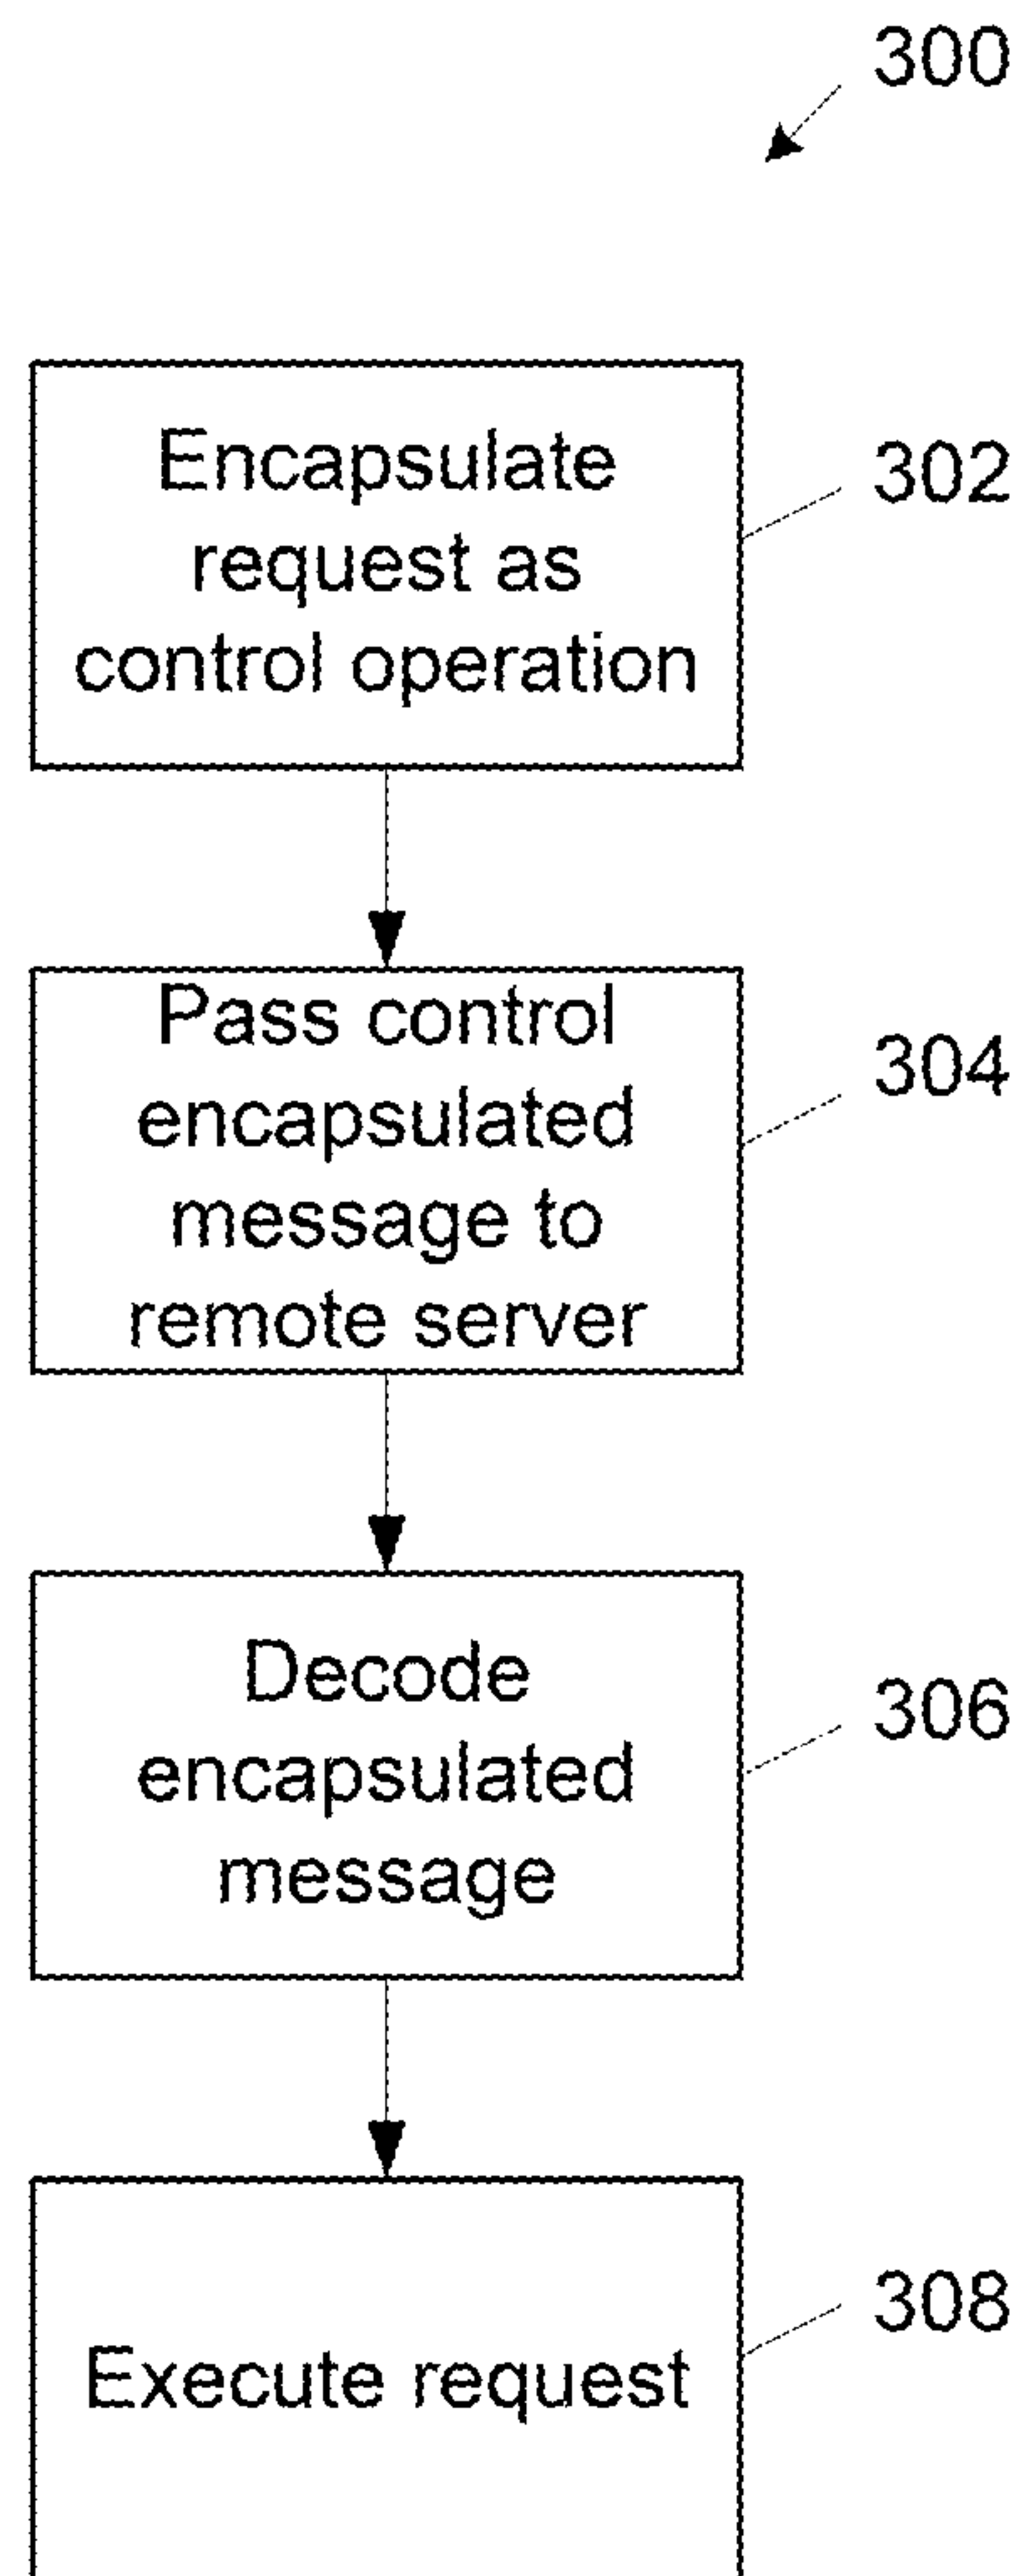 300
Encapsulate
request as
control operation
302
Pass control
encapsulated
message to
remote server
304
Decode
encapsulated
message
306
Execute request
308